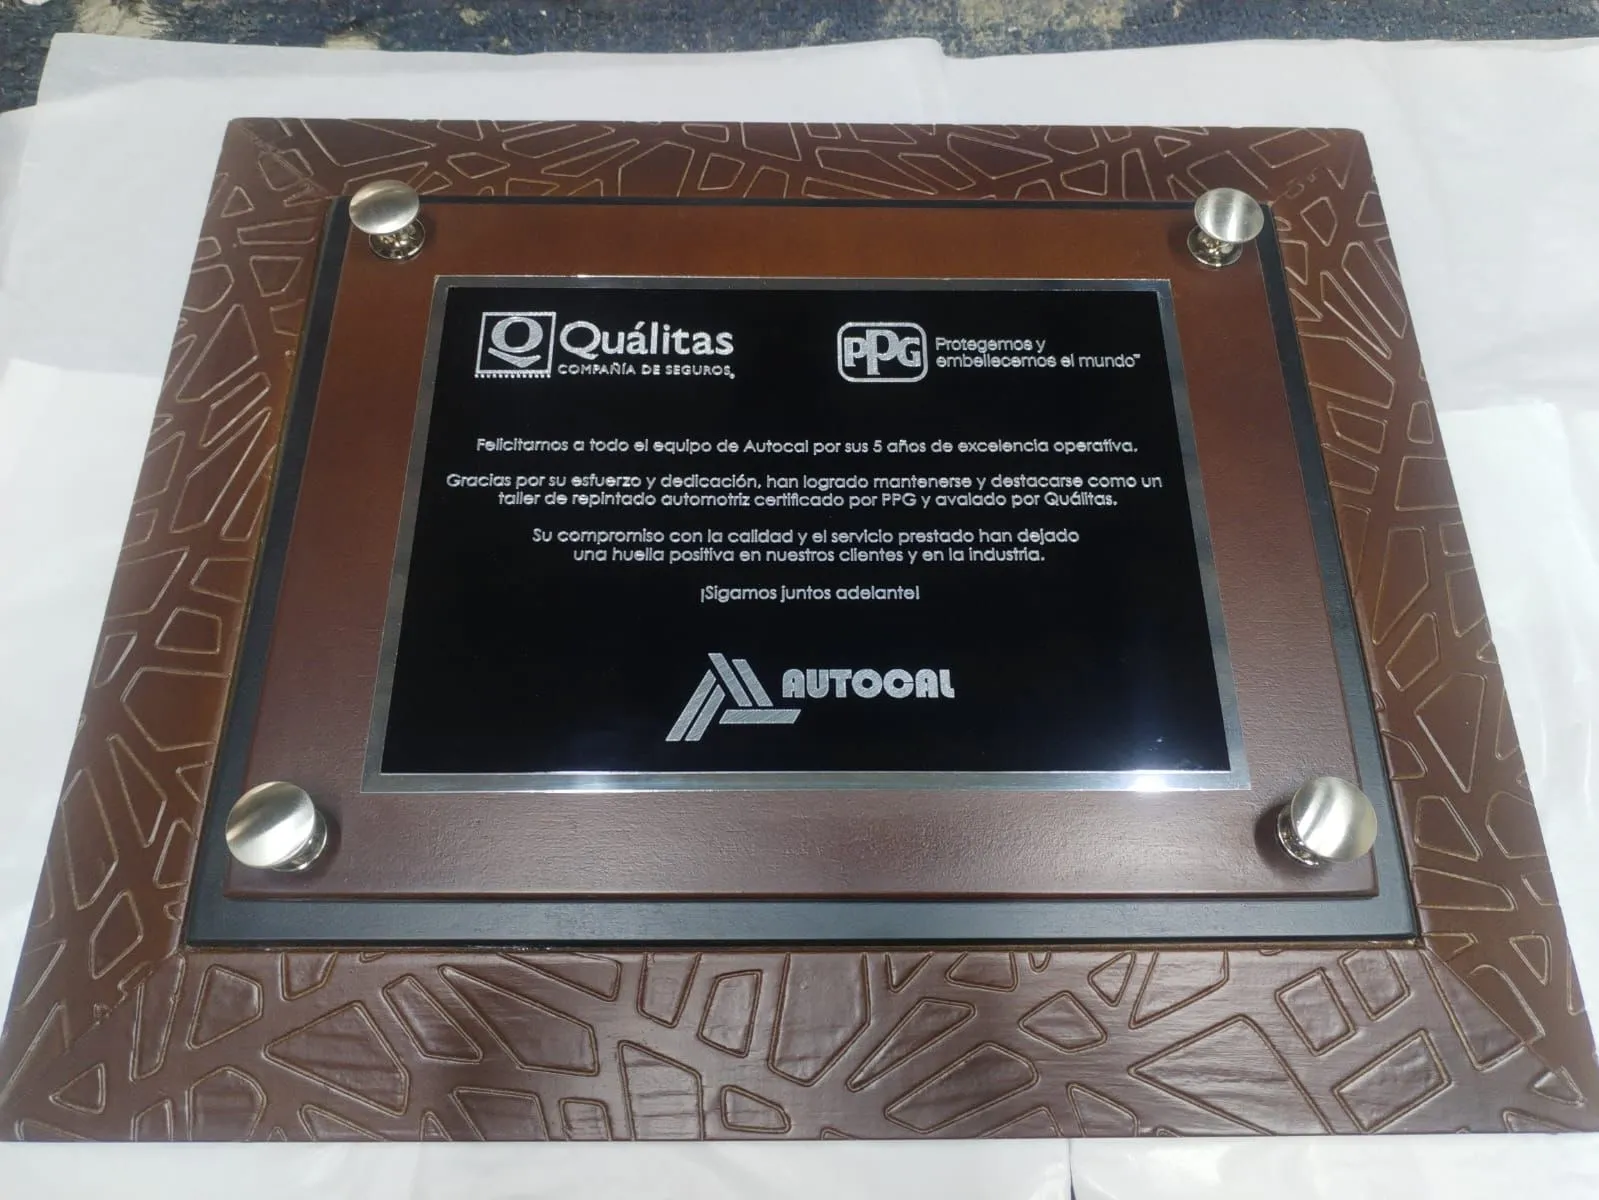 Quálitas
COMPAÑÍA DE SEGUROS®
PPG
Protegemos y
embellecemos el mundo™
Felicitamos a todo el equipo de Autocal por sus 5 años de excelencia operativa.
Gracias por su esfuerzo y dedicación, han logrado mantenerse y destacarse como un
taller de repintado automotriz certificado por PPG y avalado por Quálitas.
Su compromiso con la calidad y el servicio prestado han dejado
una huella positiva en nuestros clientes y en la industria.
¡Sigamos juntos adelante!
AUTOCAL